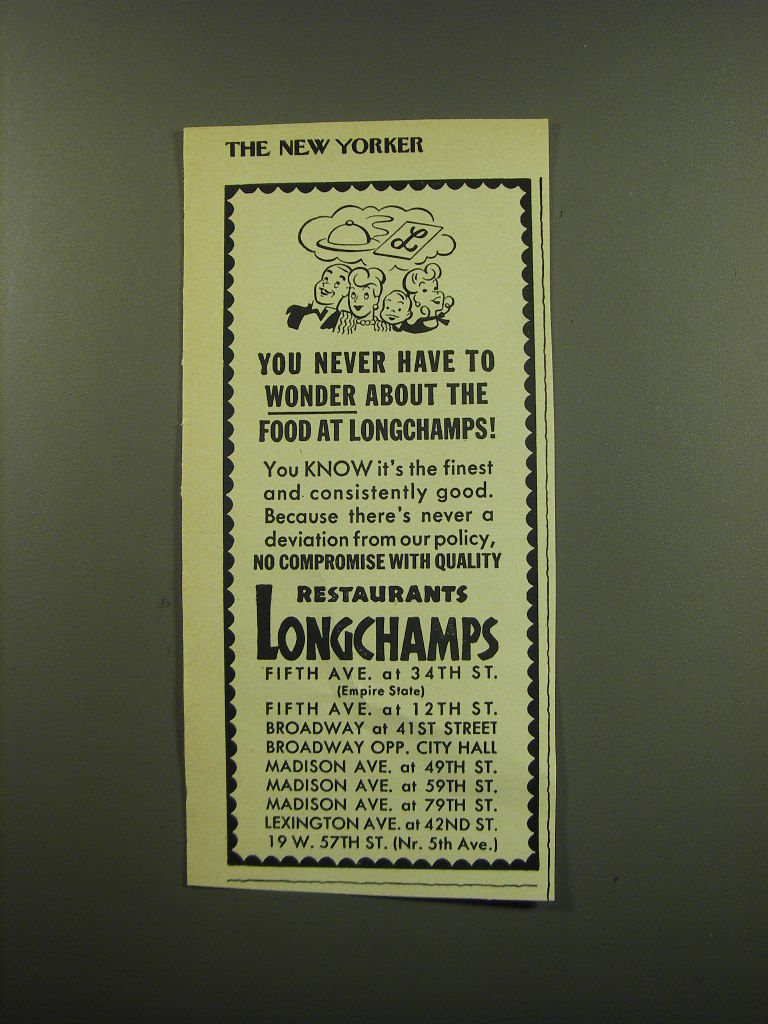 THE NEW YORKER
L
YOU NEVER HAVE TO
WONDER ABOUT THE
FOOD AT LONGCHAMPS!
You KNOW it's the finest
and consistently good.
Because there's never a
deviation from our policy,
NO COMPROMISE WITH QUALITY
RESTAURANTS
LONGCHAMPS
FIFTH AVE. at 34TH ST.
(Empire State)
FIFTH AVE. at 12TH ST.
BROADWAY at 41ST STREET
BROADWAY OPP. CITY HALL
MADISON AVE. at 49TH ST.
MADISON AVE. at 59TH ST.
MADISON AVE. at 79TH ST.
LEXINGTON AVE. at 42ND ST.
19 W. 57TH ST. (Nr. 5th Ave.)